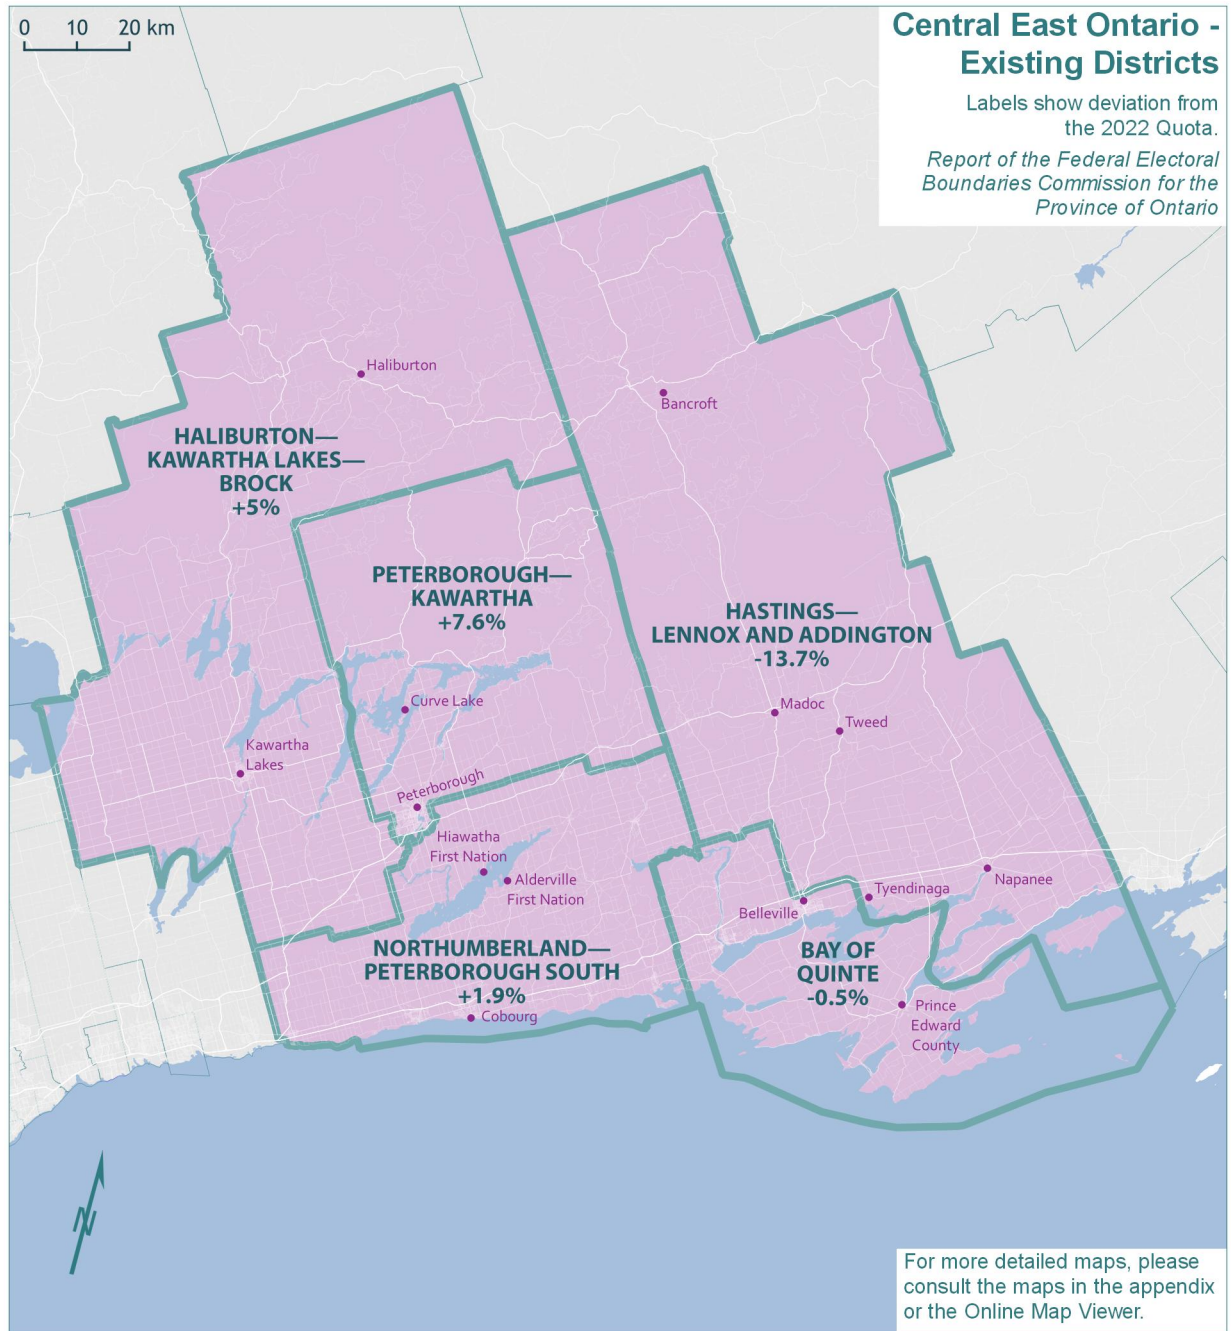 0 10 20 km
Central East Ontario -
Existing Districts
Labels show deviation from
the 2022 Quota.
Report of the Federal Electoral
Boundaries Commission for the
Province of Ontario
Haliburton
Bancroft
HALIBURTON—
KAWARTHA LAKES—
BROCK
+5%
PETERBOROUGH—
KAWARTHA
+7.6%
HASTINGS—
LENNOX AND ADDINGTON
-13.7%
Curve Lake
Madoc
Tweed
Kawartha
Lakes
Peterborough
Hiawatha
First Nation
Alderville
First Nation
Napanee
Tyendinaga
Belleville
NORTHUMBERLAND—
PETERBOROUGH SOUTH
+1.9%
BAY OF
QUINTE
-0.5%
Cobourg
Prince
Edward
County
N
For more detailed maps, please
consult the maps in the appendix
or the Online Map Viewer.